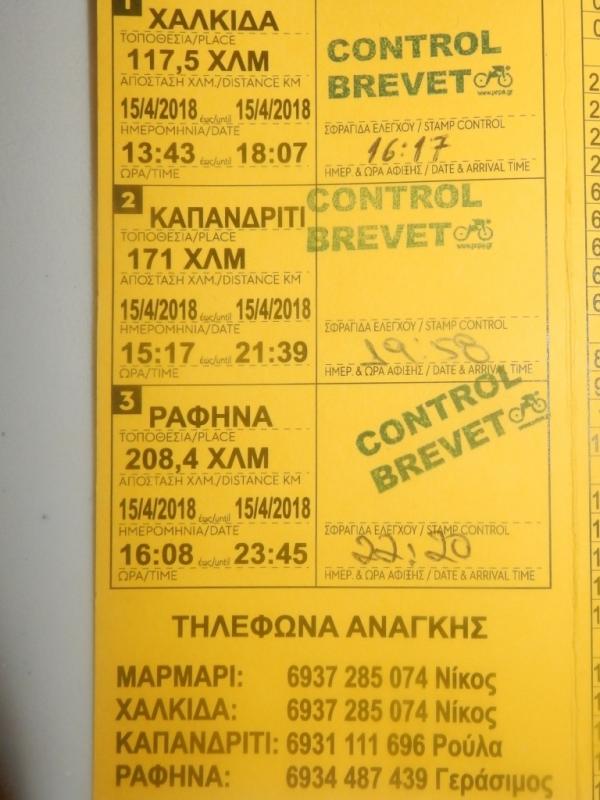 1 ΧΑΛΚΙΔΑ
ΤΟΠΟΘΕΣΙΑ/PLACE
117,5 ΧΛΜ
ΑΠΟΣΤΑΣΗ ΧΛΜ./DISTANCE KM
15/4/2018 έως/until 15/4/2018
ΗΜΕΡΟΜΗΝΙΑ/DATE
13:43 έως/until 18:07
ΩΡΑ/TIME
CONTROL
BREVET
www.pepa.gr
ΣΦΡΑΓΙΔΑ ΕΛΕΓΧΟΥ / STAMP CONTROL
16:17
ΗΜΕΡ. & ΩΡΑ ΑΦΙΞΗΣ / DATE & ARRIVAL TIME
2 ΚΑΠΑΝΔΡΙΤΙ
ΤΟΠΟΘΕΣΙΑ/PLACE
171 ΧΛΜ
ΑΠΟΣΤΑΣΗ ΧΛΜ./DISTANCE KM
15/4/2018 έως/until 15/4/2018
ΗΜΕΡΟΜΗΝΙΑ/DATE
15:17 έως/until 21:39
ΩΡΑ/TIME
CONTROL
BREVET
www.pepa.gr
ΣΦΡΑΓΙΔΑ ΕΛΕΓΧΟΥ / STAMP CONTROL
19:58
ΗΜΕΡ. & ΩΡΑ ΑΦΙΞΗΣ / DATE & ARRIVAL TIME
3 ΡΑΦΗΝΑ
ΤΟΠΟΘΕΣΙΑ/PLACE
208,4 ΧΛΜ
ΑΠΟΣΤΑΣΗ ΧΛΜ./DISTANCE KM
15/4/2018 έως/until 15/4/2018
ΗΜΕΡΟΜΗΝΙΑ/DATE
16:08 έως/until 23:45
ΩΡΑ/TIME
CONTROL
BREVET
ΣΦΡΑΓΙΔΑ ΕΛΕΓΧΟΥ / STAMP CONTROL
22:20
ΗΜΕΡ. & ΩΡΑ ΑΦΙΞΗΣ / DATE & ARRIVAL TIME
ΤΗΛΕΦΩΝΑ ΑΝΑΓΚΗΣ
ΜΑΡΜΑΡΙ: 6937 285 074 Νίκος
ΧΑΛΚΙΔΑ: 6937 285 074 Νίκος
ΚΑΠΑΝΔΡΙΤΙ: 6931 111 696 Ρούλα
ΡΑΦΗΝΑ: 6934 487 439 Γεράσιμος